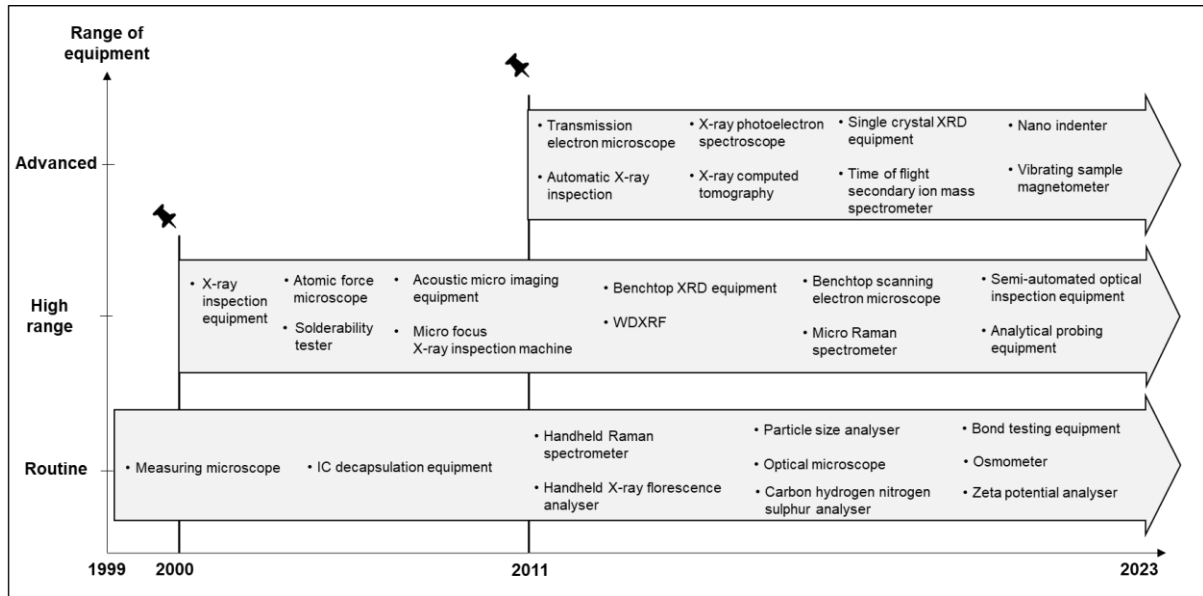 Range of
equipment
Advanced
• Transmission
electron microscope
• Automatic X-ray
inspection
• X-ray photoelectron
spectroscope
• X-ray computed
tomography
• Single crystal XRD
equipment
• Time of flight
secondary ion mass
spectrometer
• Nano indenter
• Vibrating sample
magnetometer
High
range
• X-ray
inspection
equipment
• Atomic force
microscope
• Solderability
tester
• Acoustic micro imaging
equipment
• Micro focus
X-ray inspection machine
• Benchtop XRD equipment
• WDXRF
• Benchtop scanning
electron microscope
• Micro Raman
spectrometer
• Semi-automated optical
inspection equipment
• Analytical probing
equipment
Routine
• Measuring microscope
• IC decapsulation equipment
• Handheld Raman
spectrometer
• Handheld X-ray florescence
analyser
• Particle size analyser
• Optical microscope
• Carbon hydrogen nitrogen
sulphur analyser
• Bond testing equipment
• Osmometer
• Zeta potential analyser
1999 2000 2011 2023